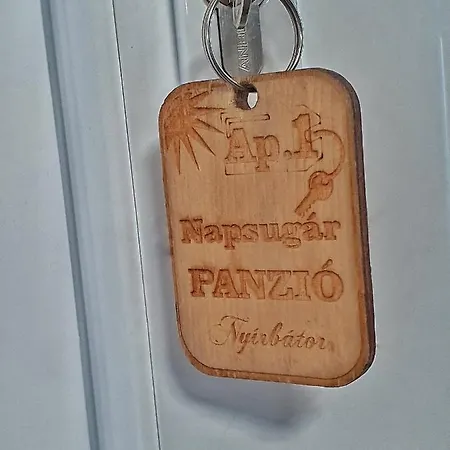 Ap.1
Napsugár
PANZIÓ
Nyírbátor